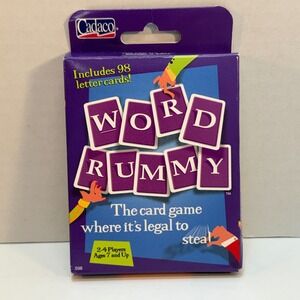 Cadaco
Includes 98
letter cards!
WORD
RUMMY
™
The card game
where it's legal to
steal
2-4 Players
Ages 7 and Up